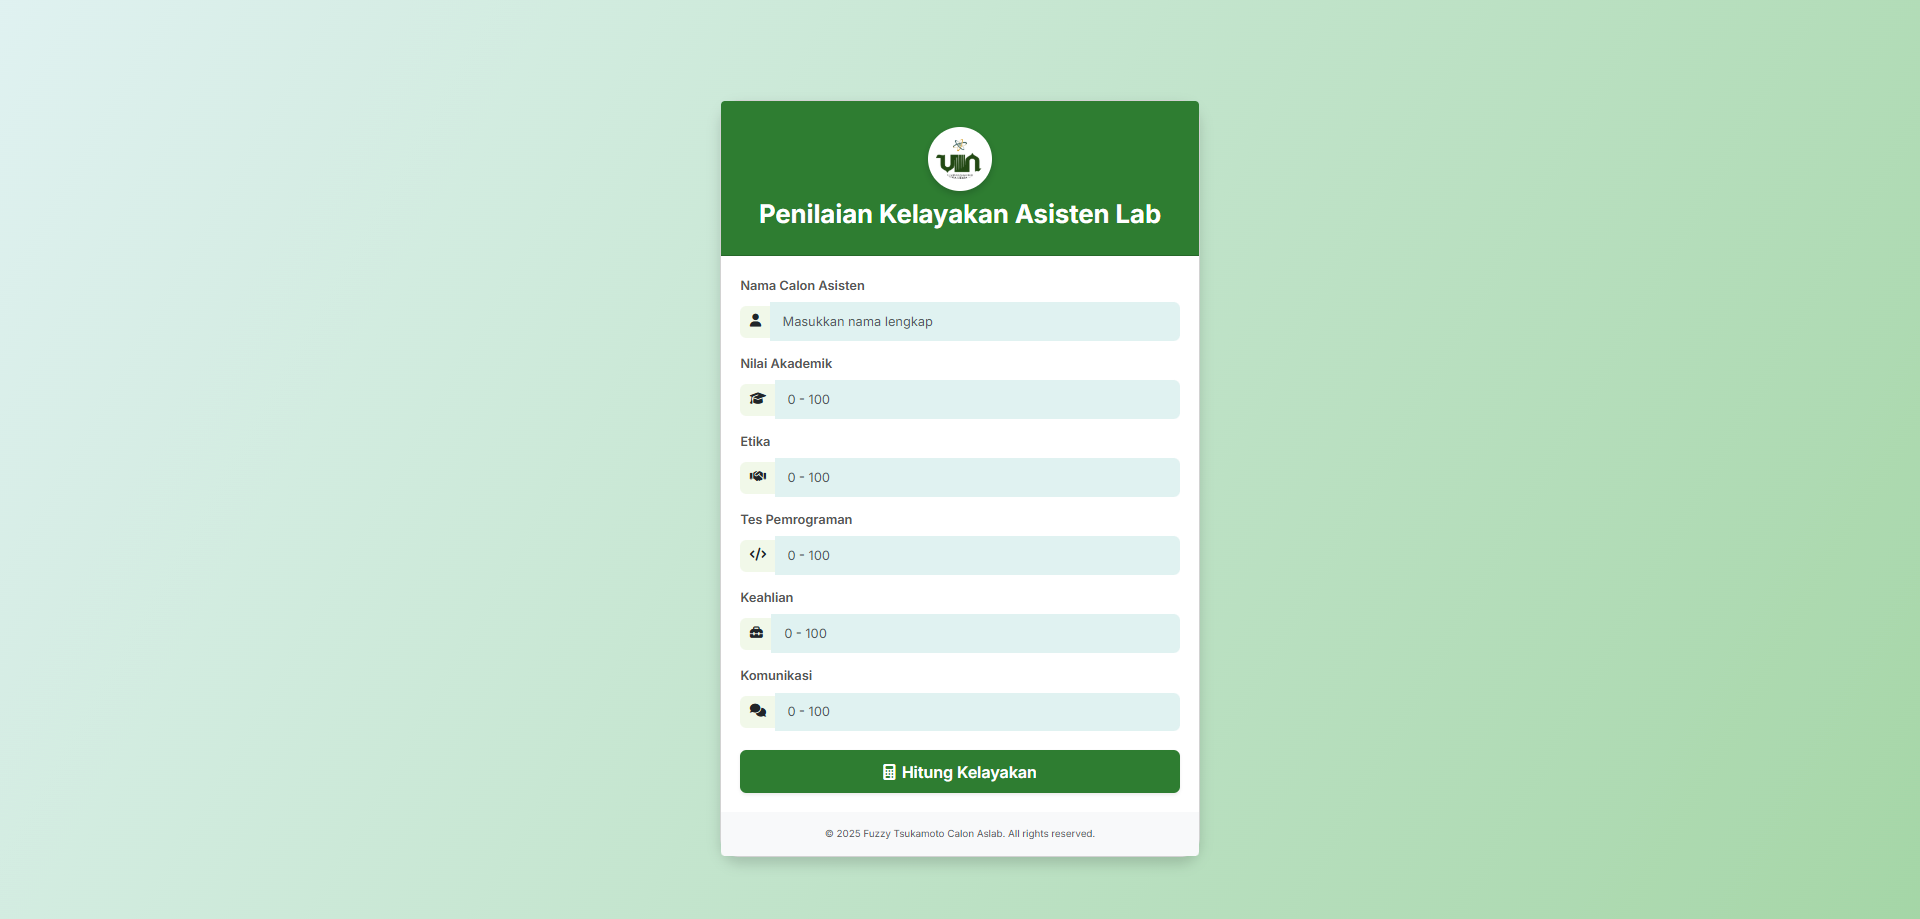 UIN
Penilaian Kelayakan Asisten Lab
Nama Calon Asisten
Masukkan nama lengkap
Nilai Akademik
0 - 100
Etika
0 - 100
Tes Pemrograman
0 - 100
Keahlian
0 - 100
Komunikasi
0 - 100
Hitung Kelayakan
© 2025 Fuzzy Tsukamoto Calon Aslab. All rights reserved.